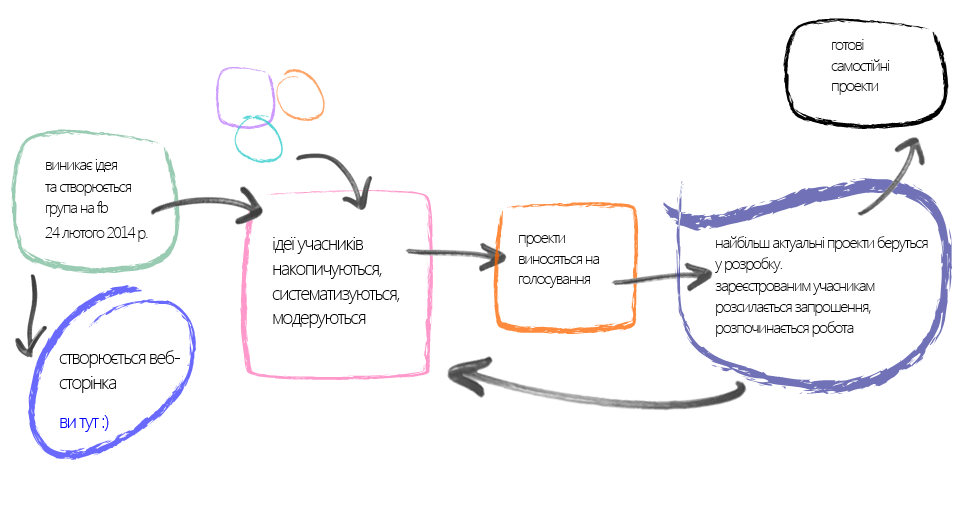 виникає ідея
та створюється
група на fb
24 лютого 2014 р.
створюється веб-
сторінка
ви тут :)
ідеї учасників
накопичуються,
систематизуються,
модеруються
проекти
виносяться на
голосування
найбільш актуальні проекти беруться
у розробку.
зареєстрованим учасникам
розсилається запрошення,
розпочинається робота
готові
самостійні
проекти